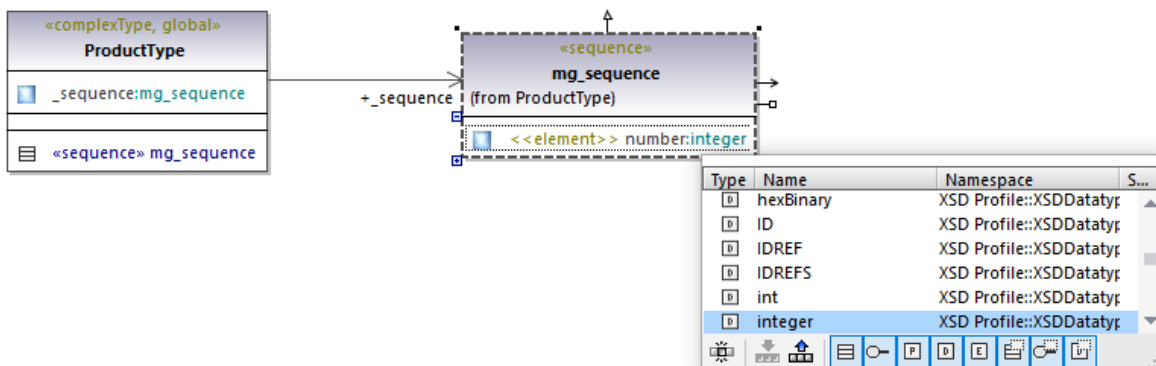 «complexType, global»
ProductType
_sequence:mg_sequence
«sequence» mg_sequence
+_sequence
«sequence»
mg_sequence
(from ProductType)
<<element>> number:integer
Type Name Namespace S...
D hexBinary XSD Profile::XSDDatatyp
D ID XSD Profile::XSDDatatyp
D IDREF XSD Profile::XSDDatatyp
D IDREFS XSD Profile::XSDDatatyp
D int XSD Profile::XSDDatatyp
D integer XSD Profile::XSDDatatyp
P D E D